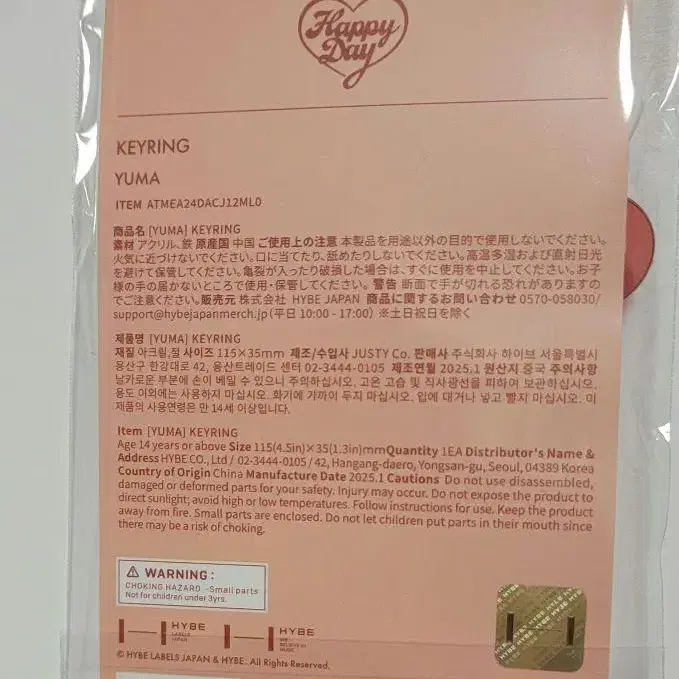 Happy
Day
KEYRING
YUMA
ITEM ATMEA24DACJ12ML0
商品名 [YUMA] KEYRING
素材 アクリル、鉄 原産国 中国 ご使用上の注意 本製品を用途以外の目的で使用しないでください。
火気に近づけないでください。口に当てたり、舐めたりしないでください。高温多湿および直射日光
を避けて保管してください。亀裂が入ったり破損した場合は、すぐに使用を中止してください。お子
様の手の届かないところで使用・保管してください。 警告 断面で手が切れる恐れがありますの
でご注意ください。販売元 株式会社 HYBE JAPAN 商品に関するお問い合わせ 0570-058030/
support@hybejapanmerch.jp (平日 10:00 - 17:00) ※土日祝日を除く
제품명 [YUMA] KEYRING
재질 아크릴,철 사이즈 115×35mm 제조/수입사 JUSTY Co. 판매사 주식회사 하이브 서울특별시
용산구 한강대로 42, 용산트레이드 센터 02-3444-0105 제조연월 2025.1 원산지 중국 주의사항
날카로운 부분에 손이 베일 수 있으니 주의하십시오. 고온 고습 및 직사광선을 피하여 보관하십시오.
용도 이외에는 사용하지 마십시오. 화기에 가까이 두지 마십시오. 입에 대거나 넣고 빨지 마십시오. 이
제품의 사용연령은 만 14세 이상입니다.
Item [YUMA] KEYRING
Age 14 years or above Size 115(4.5in)×35(1.3in)mm Quantity 1EA Distributor's Name &
Address HYBE CO., Ltd / 02-3444-0105 / 42, Hangang-daero, Yongsan-gu, Seoul, 04389 Korea
Country of Origin China Manufacture Date 2025.1 Cautions Do not use disassembled,
damaged or deformed parts for your safety. Injury may occur. Do not expose the product to
direct sunlight; avoid high or low temperatures. Follow instructions for use. Keep the product
away from fire. Small parts are enclosed. Do not let children put parts in their mouth since
there may be a risk of choking.
WARNING :
CHOKING HAZARD -Small parts
Not for children under 3yrs.
HYBE
LABELS
JAPAN
HYBE
WE
BELIEVE IN
MUSIC
© HYBE LABELS JAPAN & HYBE. All Rights Reserved.